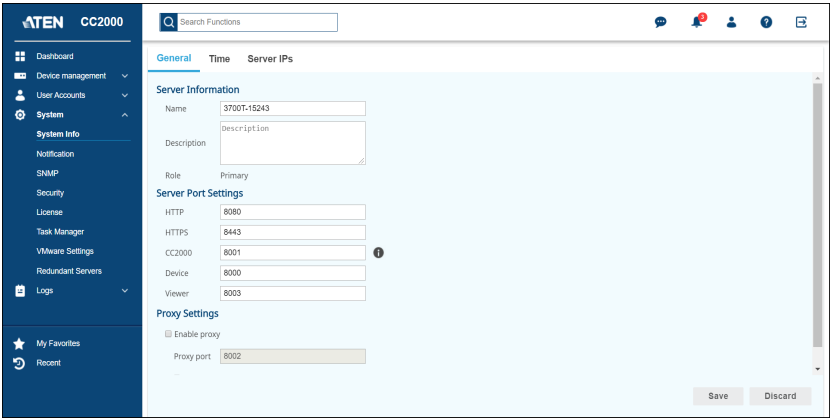 ATEN CC2000
Search Functions
3
?
Dashboard
Device management
User Accounts
System
System Info
Notification
SNMP
Security
License
Task Manager
VMware Settings
Redundant Servers
Logs
My Favorites
Recent
General Time Server IPs
Server Information
Name 3700T-15243
Description Description
Role Primary
Server Port Settings
HTTP 8080
HTTPS 8443
CC2000 8001 i
Device 8000
Viewer 8003
Proxy Settings
Enable proxy
Proxy port 8002
Save Discard